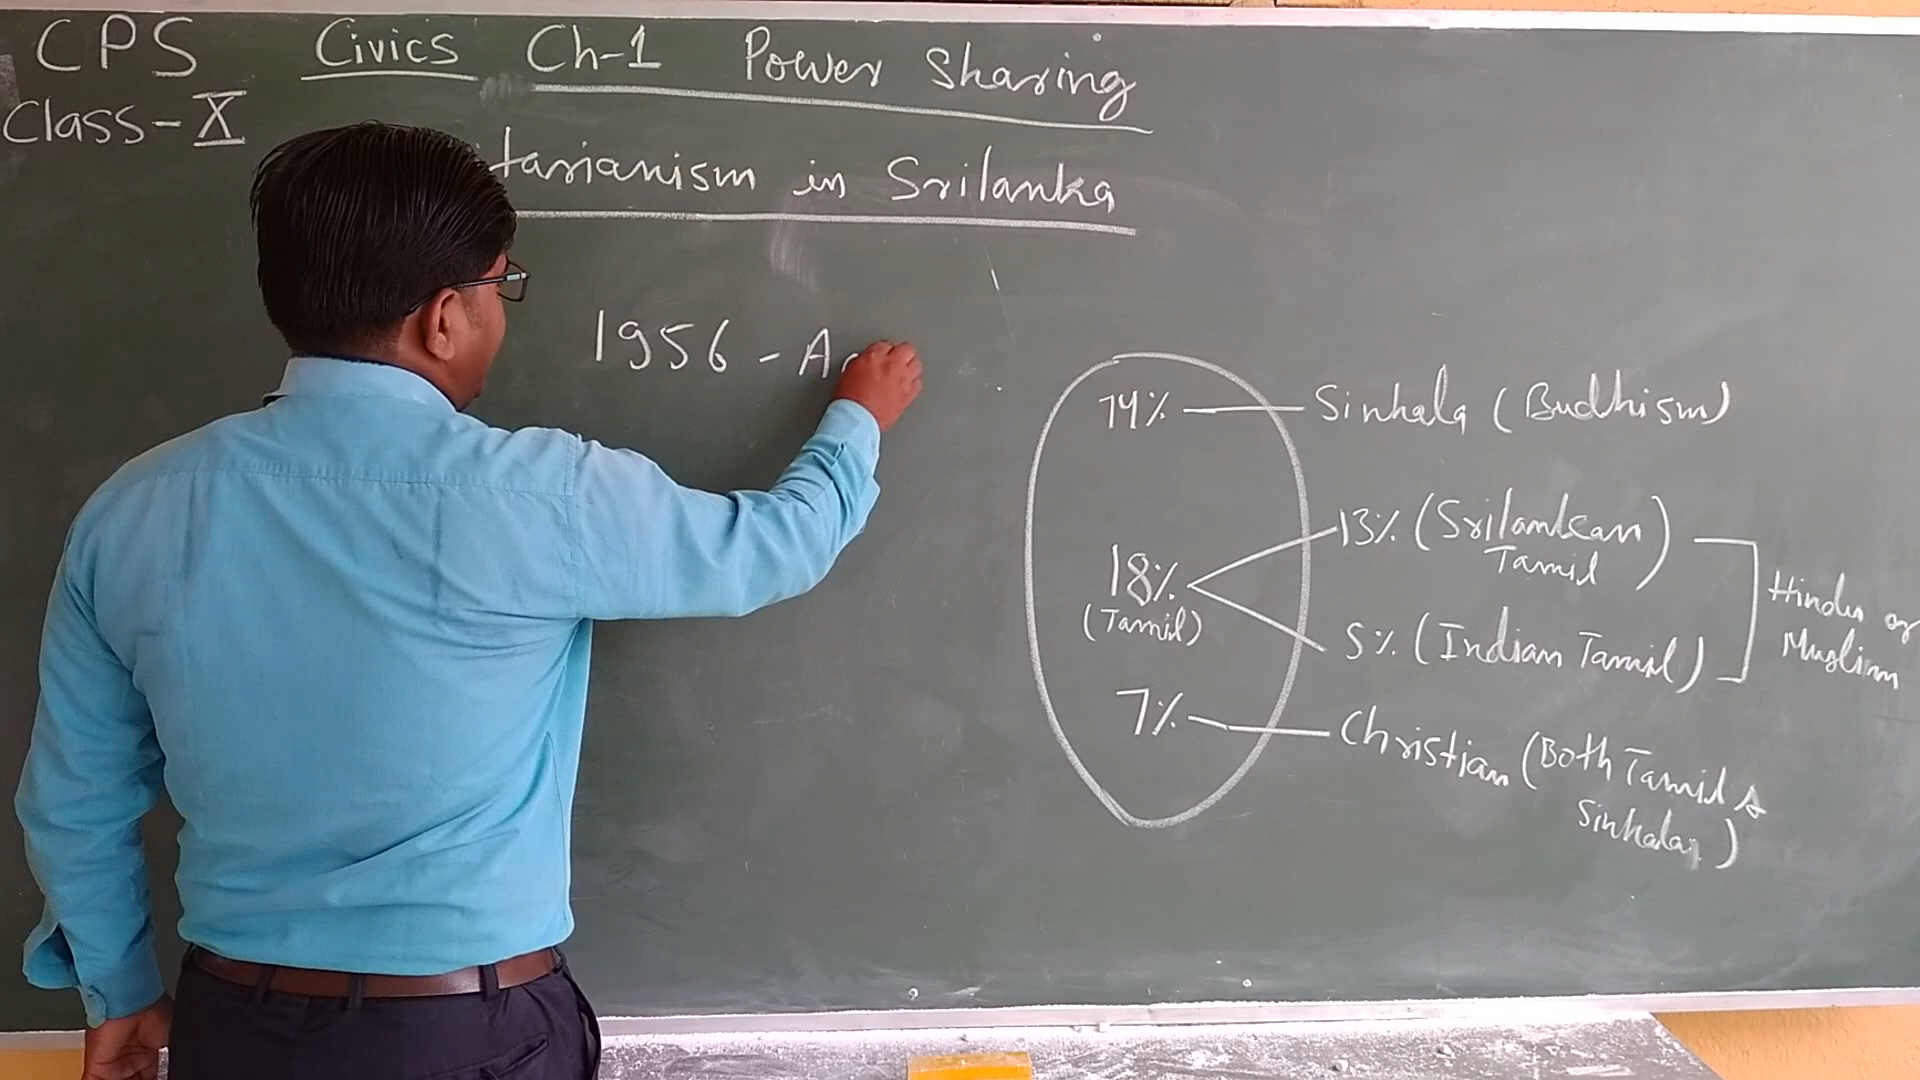 CPS Civics Ch-1 Power Sharing
Class-X
tarianism in Srilanka
1956 - A
74% Sinhala (Budhism)
18% 13% (Srilankan
(Tamil) Tamil)
5% (Indian Tamil)
Hindu or
Muslim
7% Christian (Both Tamil &
Sinhala)